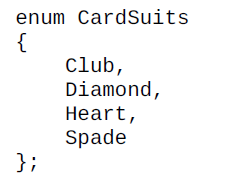 enum CardSuits
{
    Club,
    Diamond,
    Heart,
    Spade
};